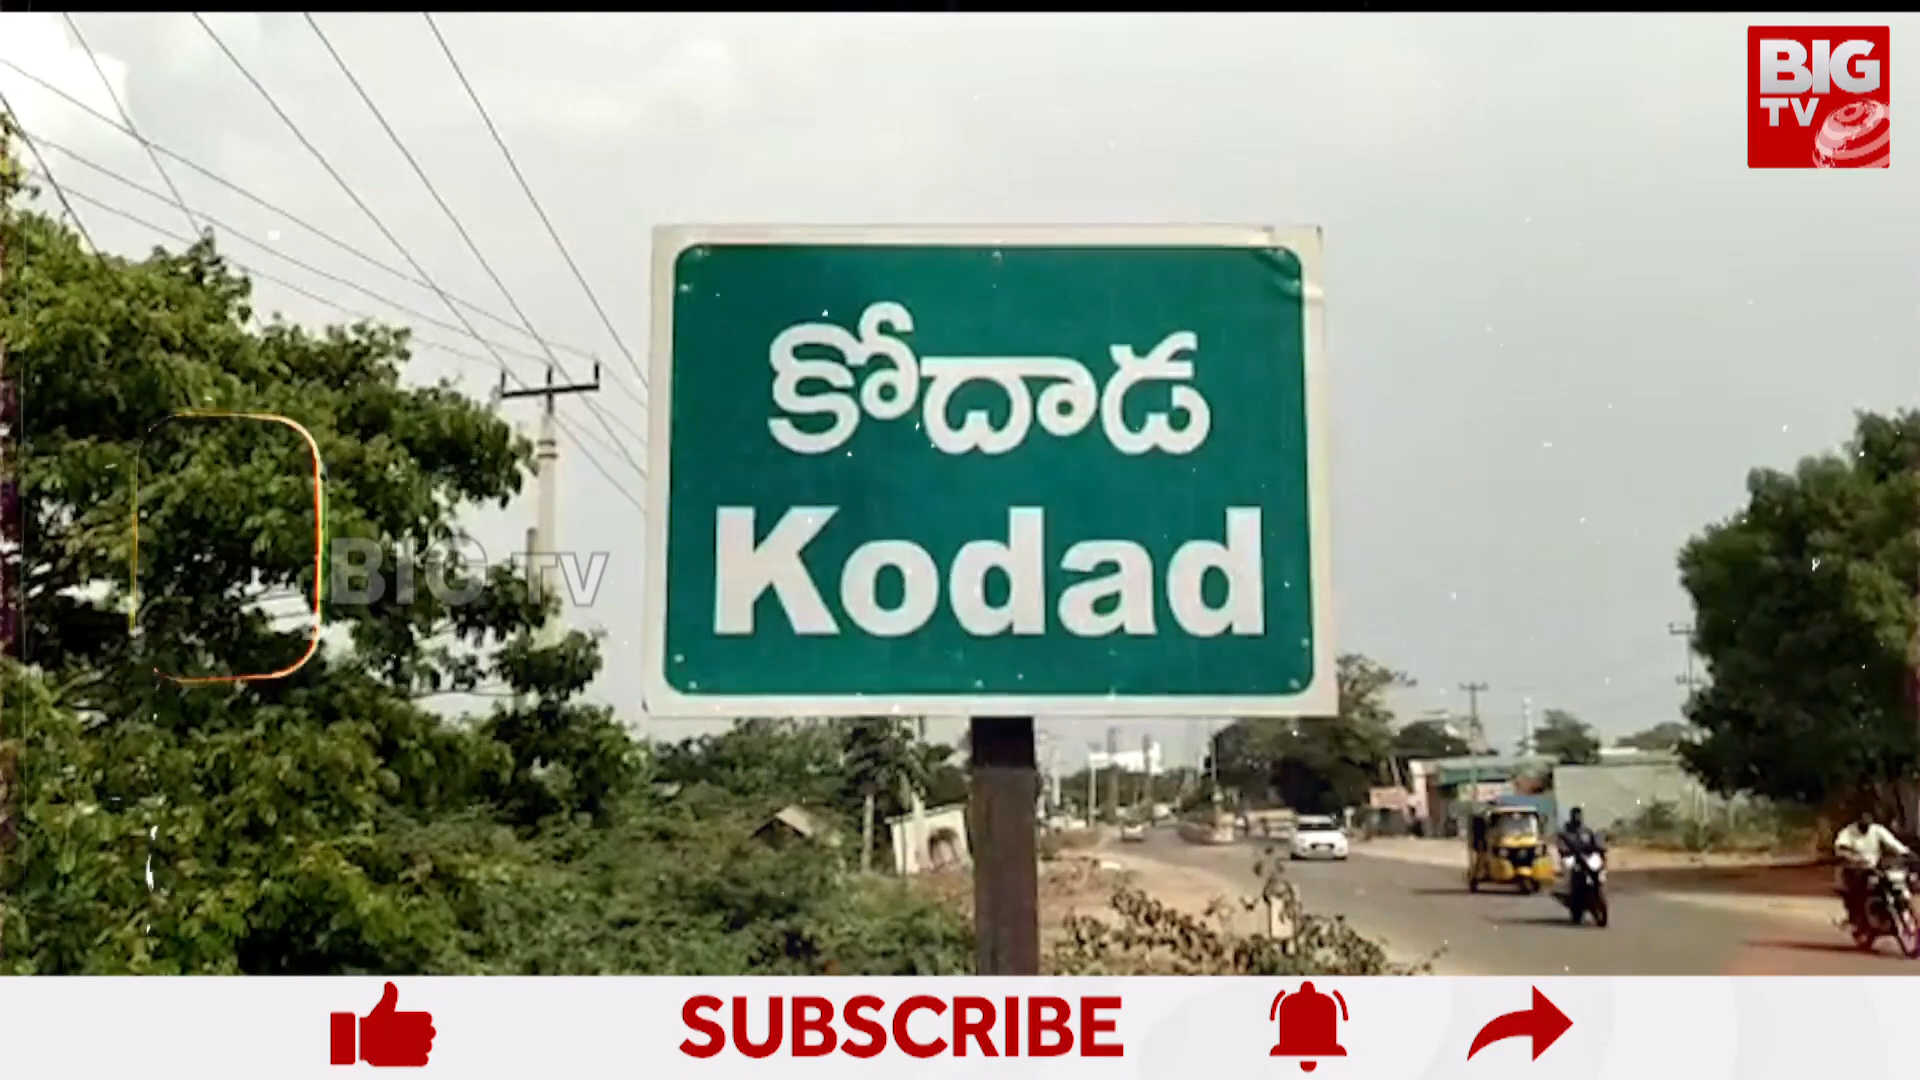 BIG
TV
కోదాడ
Kodad
BIG TV
SUBSCRIBE